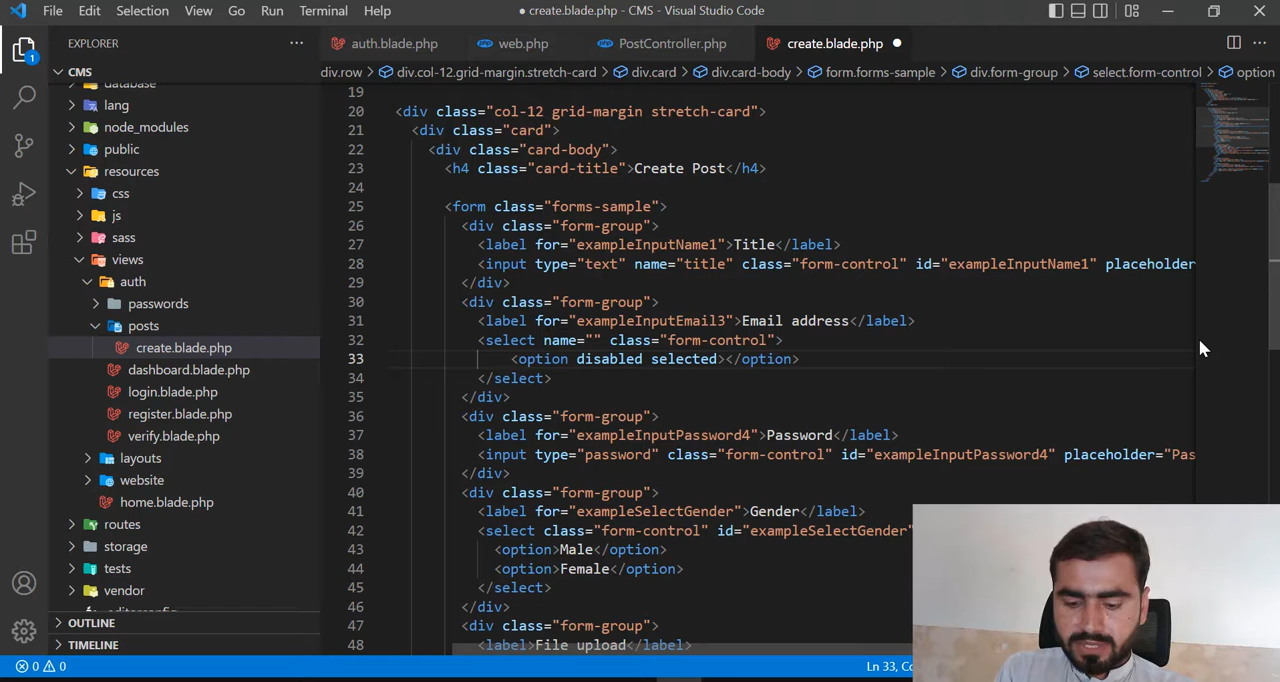 File Edit Selection View Go Run Terminal Help
● create.blade.php - CMS - Visual Studio Code
EXPLORER
auth.blade.php
web.php
PostController.php
create.blade.php
CMS
div.row > div.col-12.grid-margin.stretch-card > div.card > div.card-body > form.forms-sample > div.form-group > select.form-control > option
lang
node_modules
public
resources
css
js
sass
views
auth
passwords
posts
create.blade.php
dashboard.blade.php
login.blade.php
register.blade.php
verify.blade.php
layouts
website
home.blade.php
routes
storage
tests
vendor
OUTLINE
TIMELINE
19
20 <div class="col-12 grid-margin stretch-card">
21 <div class="card">
22 <div class="card-body">
23 <h4 class="card-title">Create Post</h4>
24
25 <form class="forms-sample">
26 <div class="form-group">
27 <label for="exampleInputName1">Title</label>
28 <input type="text" name="title" class="form-control" id="exampleInputName1" placeholder
29 </div>
30 <div class="form-group">
31 <label for="exampleInputEmail3">Email address</label>
32 <select name="" class="form-control">
33 <option disabled selected></option>
34 </select>
35 </div>
36 <div class="form-group">
37 <label for="exampleInputPassword4">Password</label>
38 <input type="password" class="form-control" id="exampleInputPassword4" placeholder="Pas
39 </div>
40 <div class="form-group">
41 <label for="exampleSelectGender">Gender</label>
42 <select class="form-control" id="exampleSelectGender"
43 <option>Male</option>
44 <option>Female</option>
45 </select>
46 </div>
47 <div class="form-group">
48 <label>File upload</label>
0 0
Ln 33,